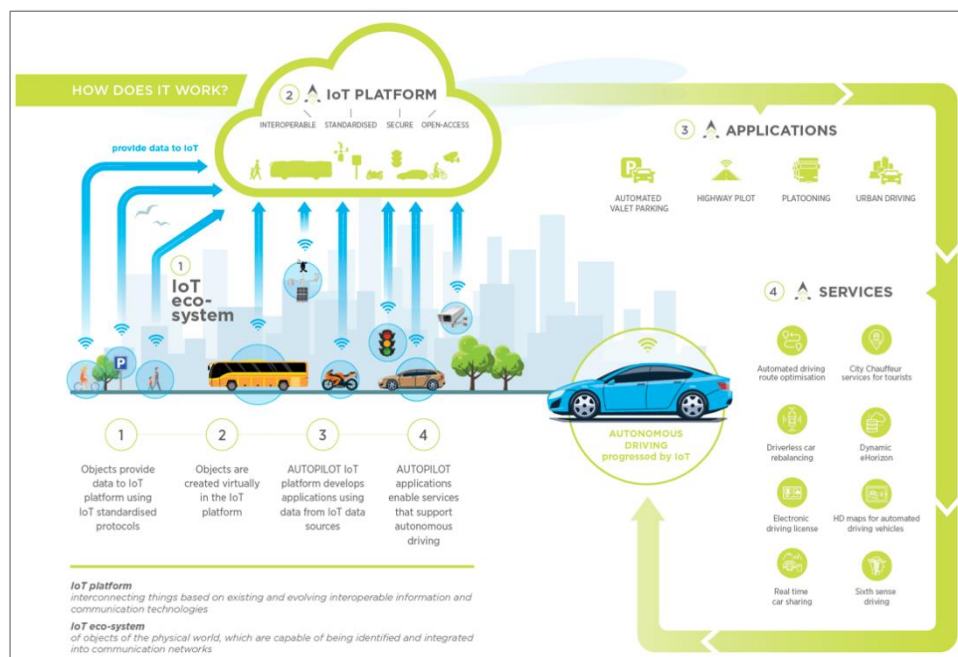 HOW DOES IT WORK?
2 IoT PLATFORM
INTEROPERABLE STANDARDISED SECURE OPEN-ACCESS
provide data to IoT
1
IoT
eco-
system
P
3 APPLICATIONS
P
AUTOMATED
VALET PARKING
HIGHWAY PILOT
PLATOONING
URBAN DRIVING
4 SERVICES
Automated driving
route optimisation
City Chauffeur
services for tourists
Driverless car
rebalancing
Dynamic
eHorizon
Electronic
driving license
HD maps for automated
driving vehicles
Real time
car sharing
Sixth sense
driving
AUTONOMOUS
DRIVING
progressed by IoT
1
Objects provide
data to IoT
platform using
IoT standardised
protocols
2
Objects are
created virtually
in the IoT
platform
3
AUTOPILOT IoT
platform develops
applications using
data from IoT data
sources
4
AUTOPILOT
applications
enable services
that support
autonomous
driving
IoT platform
interconnecting things based on existing and evolving interoperable information and
communication technologies
IoT eco-system
of objects of the physical world, which are capable of being identified and integrated
into communication networks